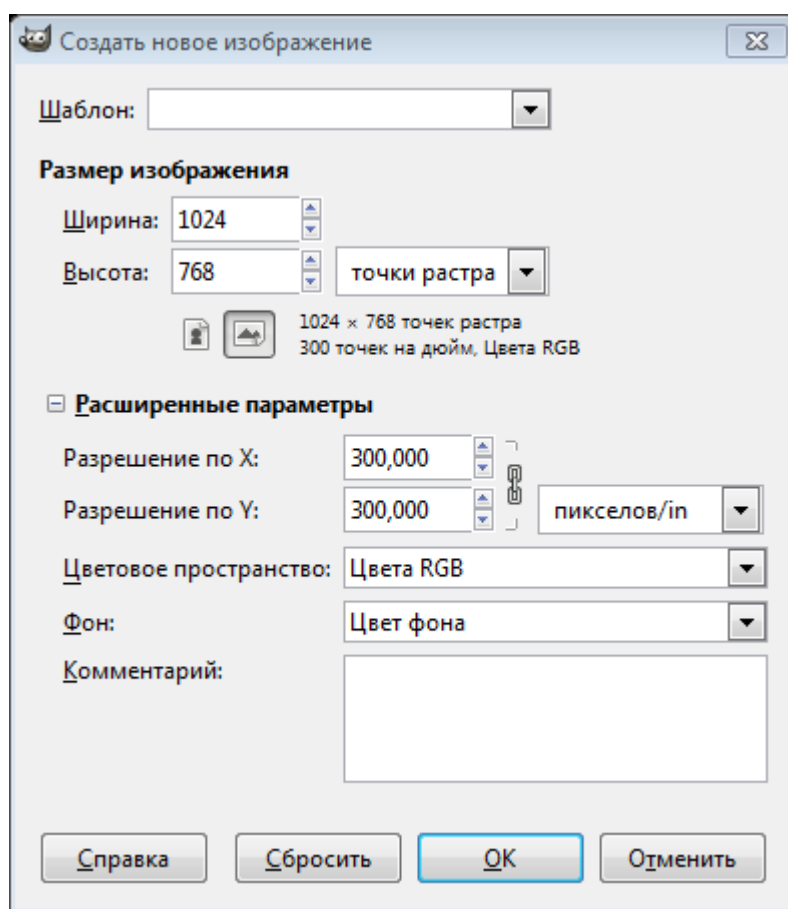 Создать новое изображение
Шаблон:
Размер изображения
Ширина: 1024
Высота: 768 точки растра
1024 × 768 точек растра
300 точек на дюйм, Цвета RGB
Расширенные параметры
Разрешение по X: 300,000
Разрешение по Y: 300,000 пикселов/in
Цветовое пространство: Цвета RGB
Фон: Цвет фона
Комментарий:
Справка Сбросить OK Отменить